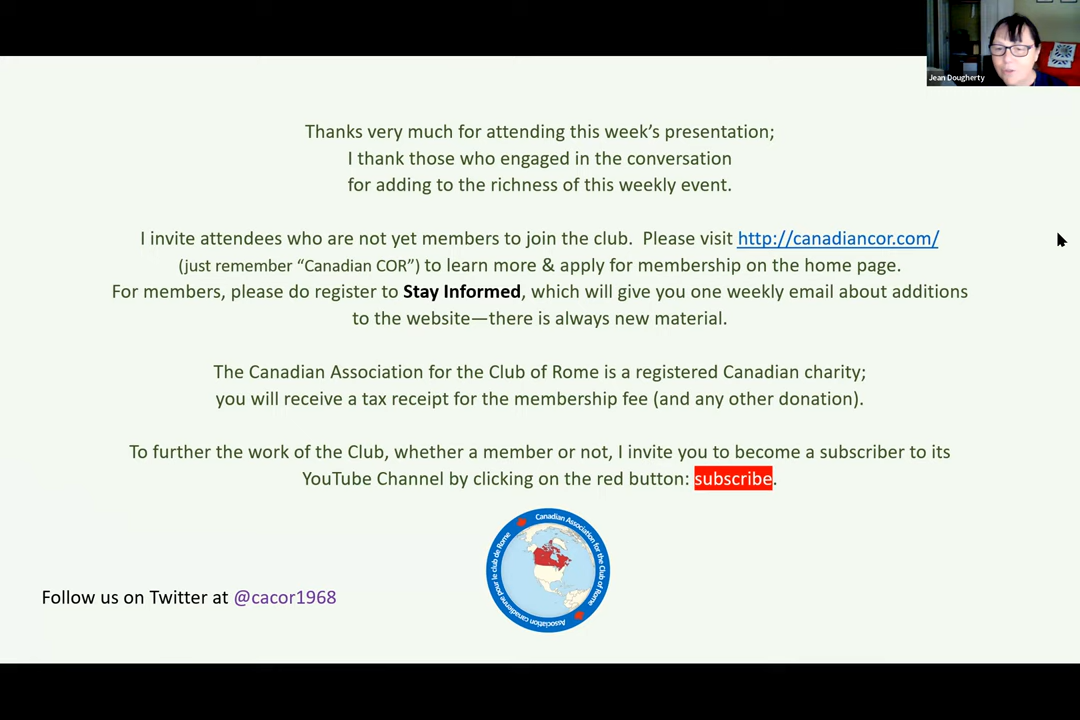 Jean Dougherty
Thanks very much for attending this week’s presentation;
I thank those who engaged in the conversation
for adding to the richness of this weekly event.
I invite attendees who are not yet members to join the club. Please visit http://canadiancor.com/
(just remember “Canadian COR”) to learn more & apply for membership on the home page.
For members, please do register to Stay Informed, which will give you one weekly email about additions
to the website—there is always new material.
The Canadian Association for the Club of Rome is a registered Canadian charity;
you will receive a tax receipt for the membership fee (and any other donation).
To further the work of the Club, whether a member or not, I invite you to become a subscriber to its
YouTube Channel by clicking on the red button: subscribe.
Canadian Association for the Club of Rome
Association canadienne pour le club de Rome
Follow us on Twitter at @cacor1968